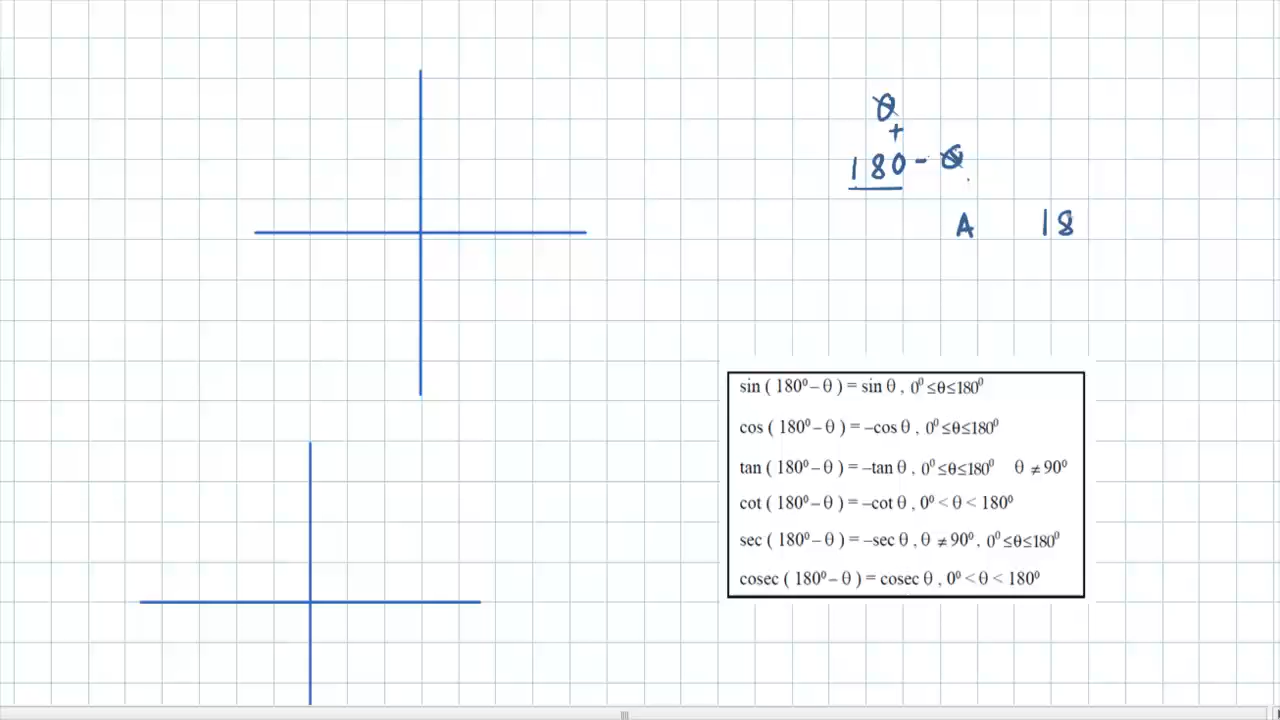 θ
+
180 - θ
A 18
sin ( 180⁰ – θ ) = sin θ , 0⁰ ≤θ≤180⁰
cos ( 180⁰ – θ ) = –cos θ , 0⁰ ≤θ≤180⁰
tan ( 180⁰ – θ ) = –tan θ , 0⁰ ≤θ≤180⁰ θ ≠ 90⁰
cot ( 180⁰ – θ ) = –cot θ , 0⁰ < θ < 180⁰
sec ( 180⁰ – θ ) = –sec θ , θ ≠ 90⁰ , 0⁰ ≤θ≤180⁰
cosec ( 180⁰ – θ ) = cosec θ , 0⁰ < θ < 180⁰